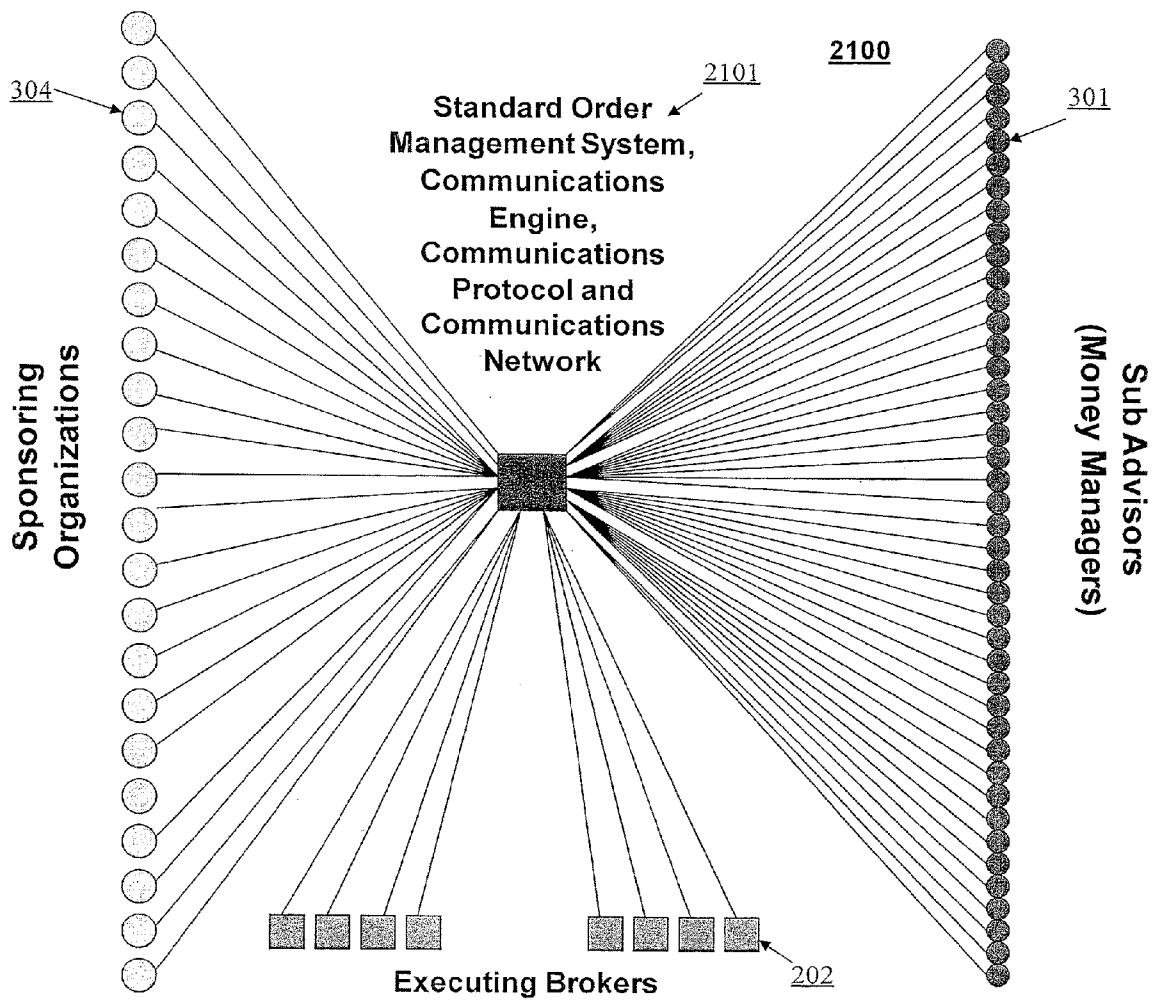 2100
2101
304
301
Standard Order
Management System,
Communications
Engine,
Communications
Protocol and
Communications
Network
Sponsoring
Organizations
Sub Advisors
(Money Managers)
Executing Brokers
202